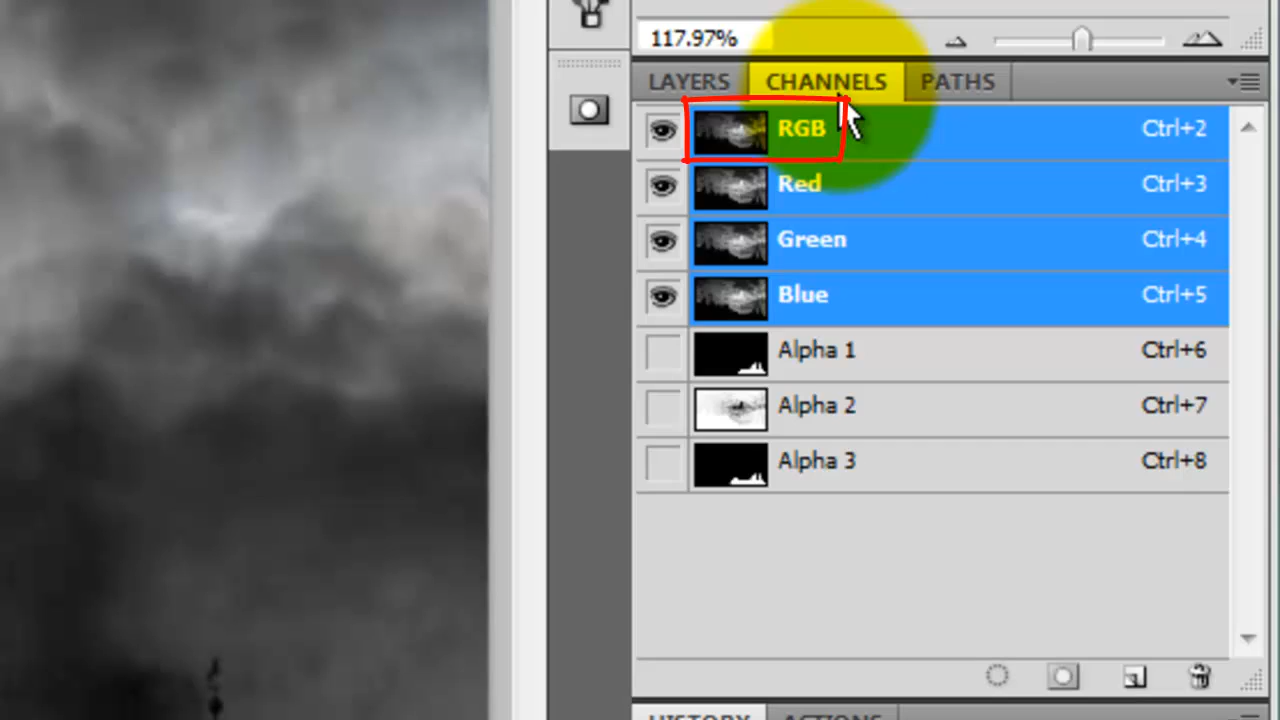 117.97%
LAYERS CHANNELS PATHS
RGB Ctrl+2
Red Ctrl+3
Green Ctrl+4
Blue Ctrl+5
Alpha 1 Ctrl+6
Alpha 2 Ctrl+7
Alpha 3 Ctrl+8
HISTORY ACTIONS